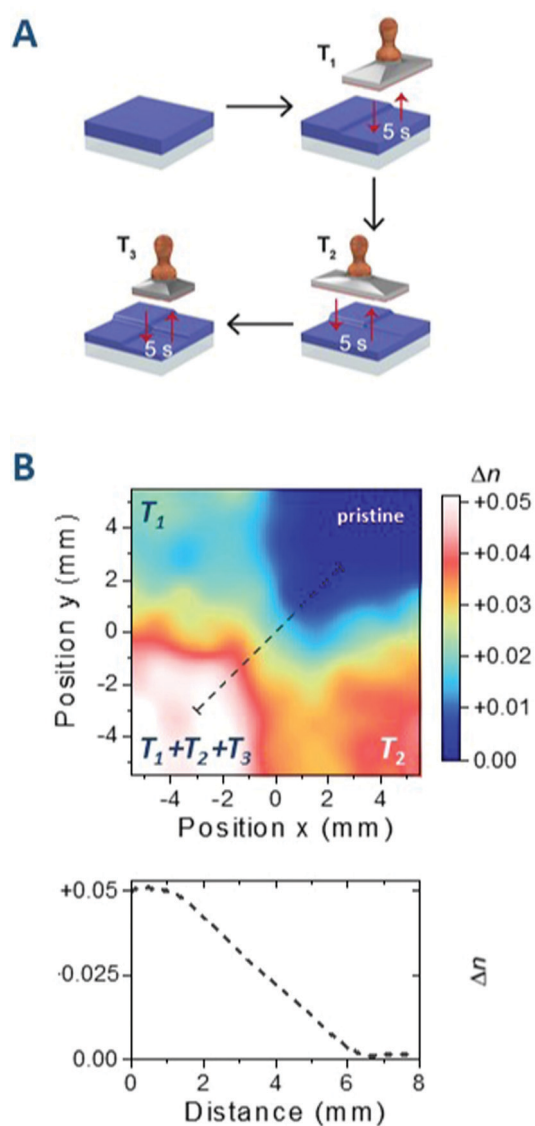 A
T1
5 s
T3
T2
5 s
5 s
B
Δn
T1
pristine
+0.05
+0.04
+0.03
+0.02
+0.01
0.00
4
2
0
-2
-4
Position y (mm)
T1+T2+T3
T2
-4
-2
0
2
4
Position x (mm)
+0.05
·0.025
0.00
Δn
0
2
4
6
8
Distance (mm)